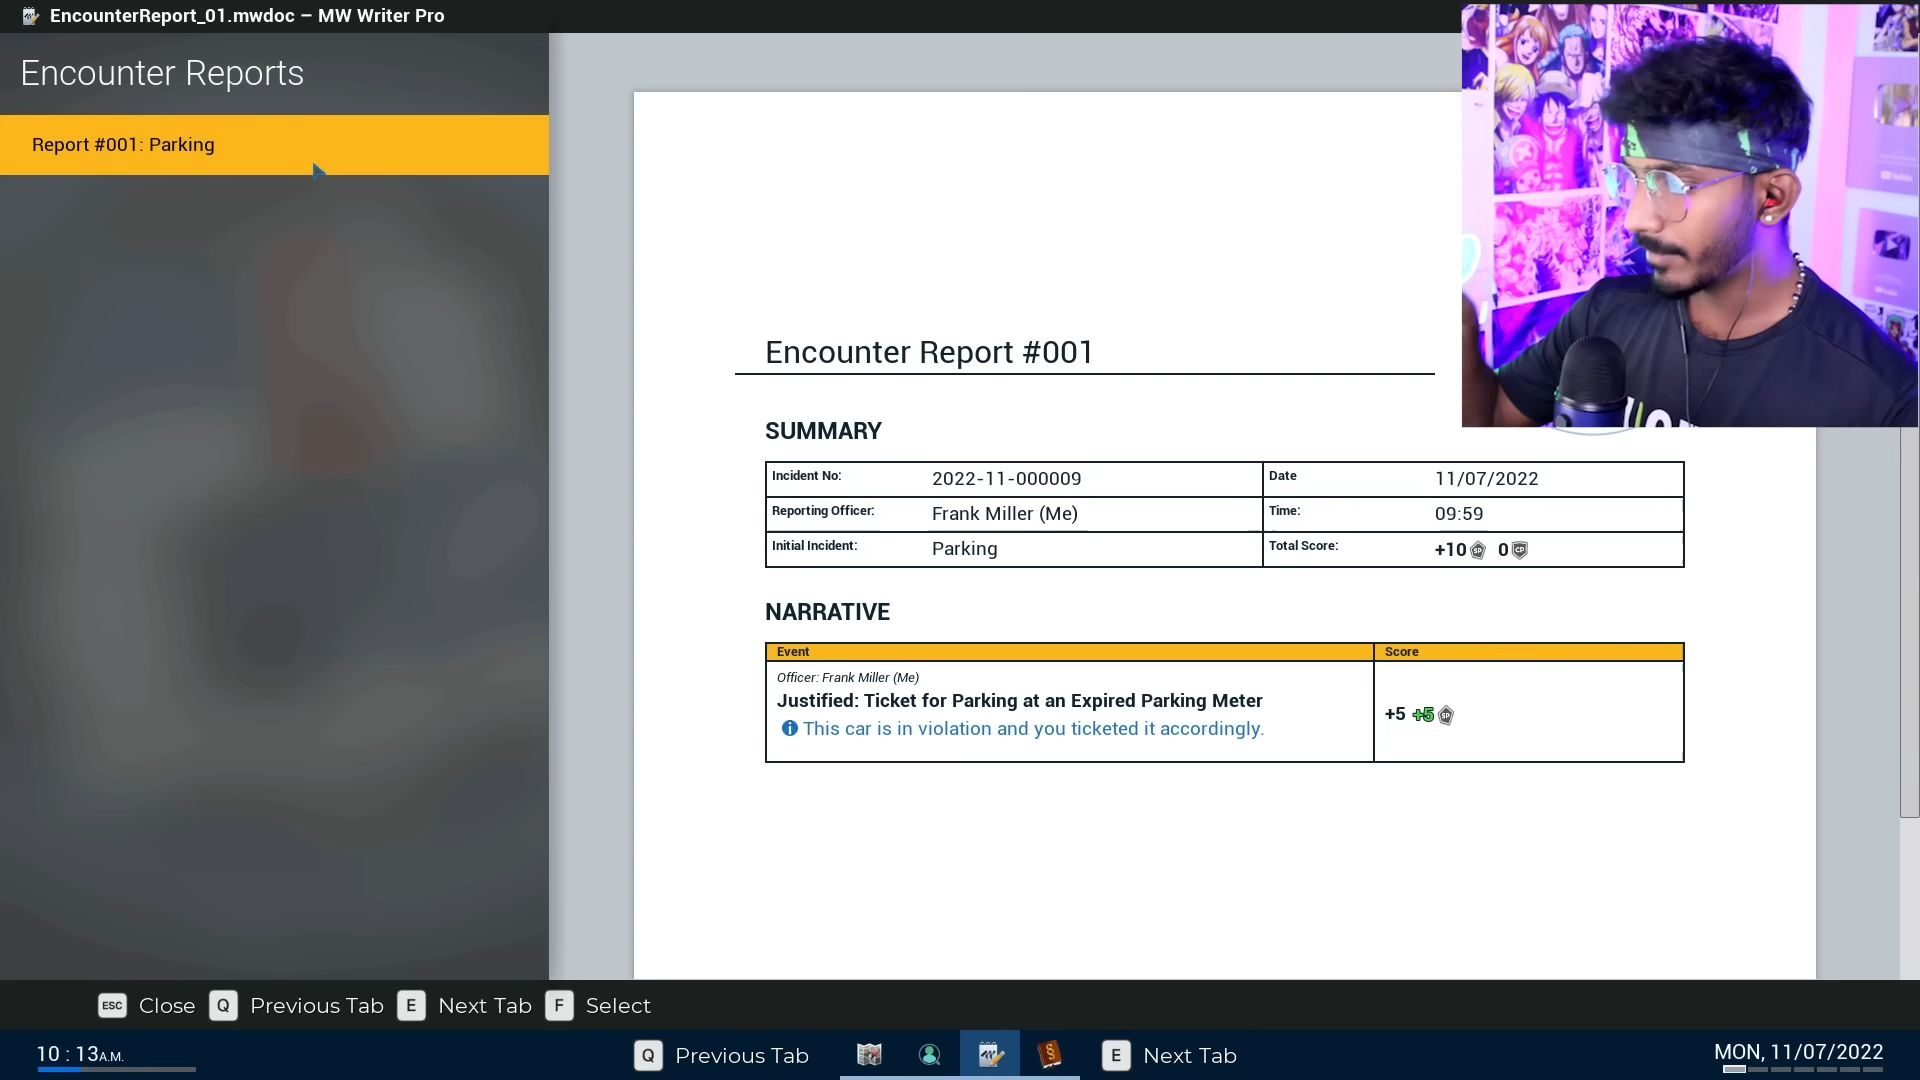 EncounterReport_01.mwdoc – MW Writer Pro
Encounter Reports
Report #001: Parking
Encounter Report #001
SUMMARY
Incident No: 2022-11-000009 Date 11/07/2022
Reporting Officer: Frank Miller (Me) Time: 09:59
Initial Incident: Parking Total Score: +10 SP 0 CP
NARRATIVE
Event Score
Officer: Frank Miller (Me)
Justified: Ticket for Parking at an Expired Parking Meter
This car is in violation and you ticketed it accordingly.
+5 +5 SP
ESC Close Q Previous Tab E Next Tab F Select
10 : 13 A.M. Q Previous Tab E Next Tab MON, 11/07/2022